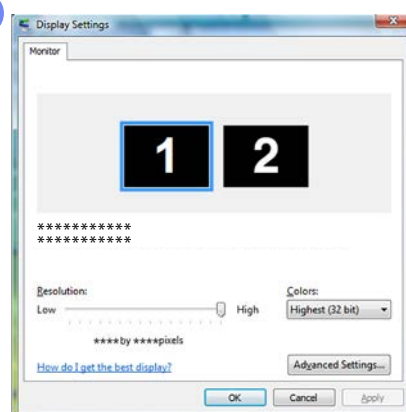 Display Settings
Monitor
1 2
***********
***********
Resolution:
Low High
****by ****pixels
Colors:
Highest (32 bit)
How do I get the best display?
Advanced Settings...
OK Cancel Apply